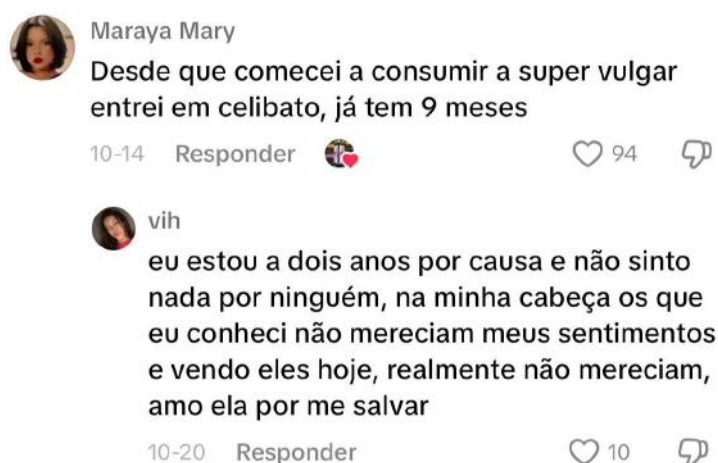 Maraya Mary
Desde que comecei a consumir a super vulgar
entrei em celibato, já tem 9 meses
10-14 Responder 94
vih
eu estou a dois anos por causa e não sinto
nada por ninguém, na minha cabeça os que
eu conheci não mereciam meus sentimentos
e vendo eles hoje, realmente não mereciam,
amo ela por me salvar
10-20 Responder 10